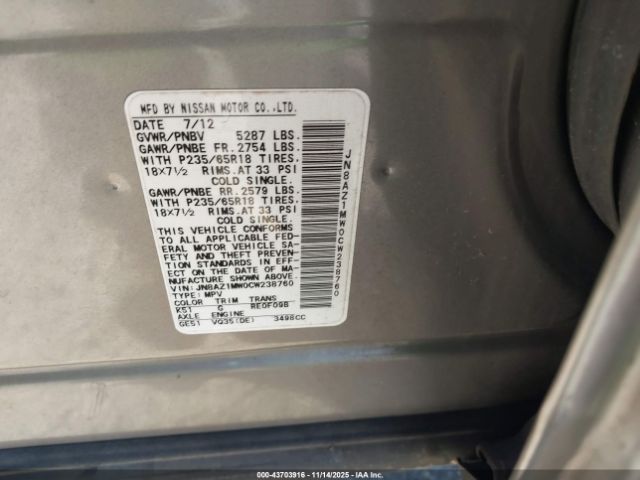 MFD BY NISSAN MOTOR CO.,LTD.
DATE 7/12
GVWR/PNBV 5287 LBS.
GAWR/PNBE FR.2754 LBS.
WITH P235/65R18 TIRES,
18X7½ RIMS.AT 33 PSI
COLD SINGLE.
GAWR/PNBE RR.2579 LBS.
WITH P235/65R18 TIRES,
18X7½ RIMS.AT 33 PSI
COLD SINGLE.
THIS VEHICLE CONFORMS
TO ALL APPLICABLE FED-
ERAL MOTOR VEHICLE SA-
FETY AND THEFT PREVEN-
TION STANDARDS IN EFF-
ECT ON THE DATE OF MA-
NUFACTURE SHOWN ABOVE.
VIN: JN8AZ1MW0CW238760
TYPE: MPV
COLOR TRIM TRANS
K51 G RE0F09B
AXLE ENGINE
GE51 VQ35(DE) 3498CC
JN8AZ1MW0CW238760
000-43703916 - 11/14/2025 - © IAA, Inc.